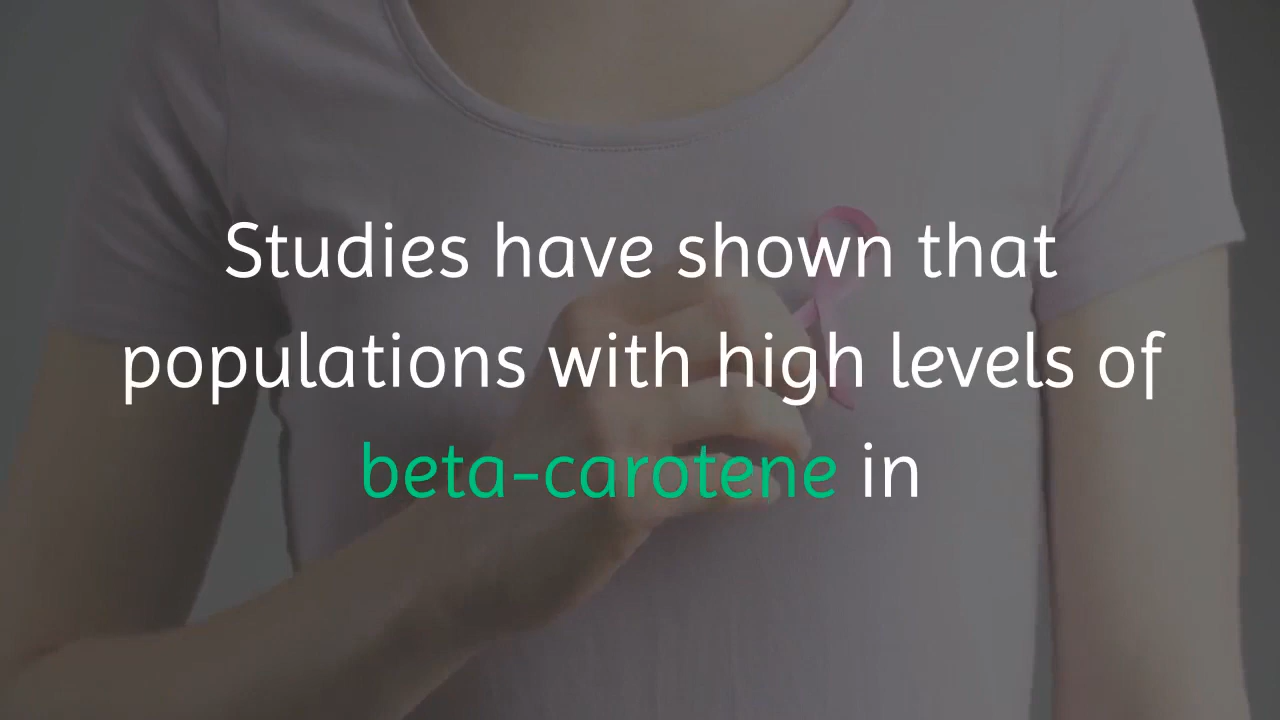 Studies have shown that
populations with high levels of
beta-carotene in